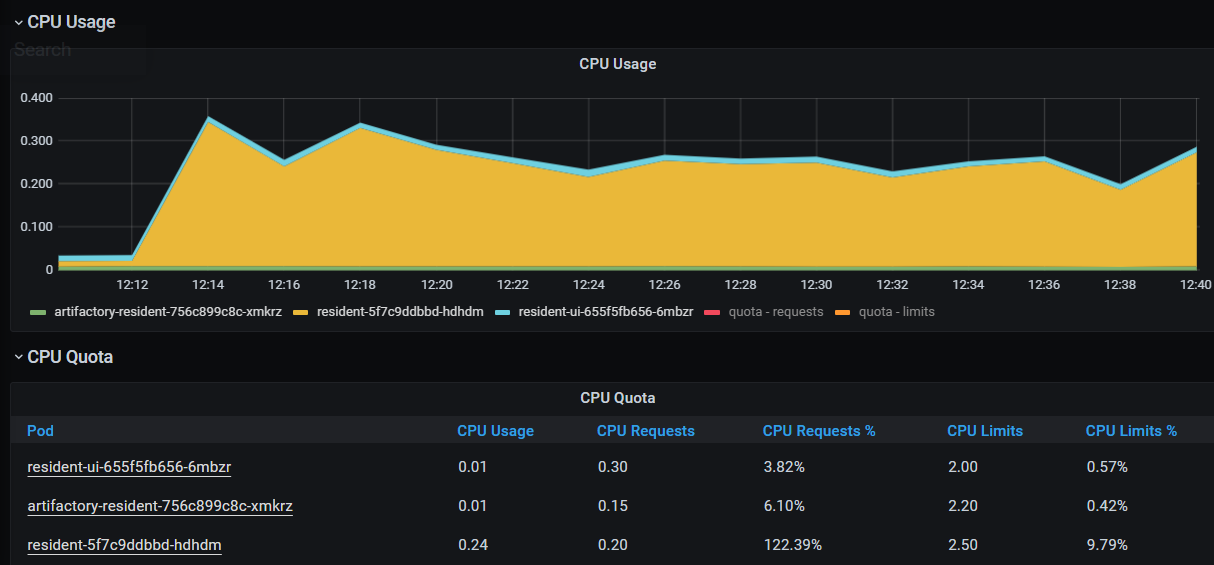 CPU Usage
Search
CPU Usage
0.400
0.300
0.200
0.100
0
12:12 12:14 12:16 12:18 12:20 12:22 12:24 12:26 12:28 12:30 12:32 12:34 12:36 12:38 12:40
artifactory-resident-756c899c8c-xmkrz resident-5f7c9ddbbd-hdhdm resident-ui-655f5fb656-6mbzr quota - requests quota - limits
CPU Quota
CPU Quota
Pod CPU Usage CPU Requests CPU Requests % CPU Limits CPU Limits %
resident-ui-655f5fb656-6mbzr 0.01 0.30 3.82% 2.00 0.57%
artifactory-resident-756c899c8c-xmkrz 0.01 0.15 6.10% 2.20 0.42%
resident-5f7c9ddbbd-hdhdm 0.24 0.20 122.39% 2.50 9.79%